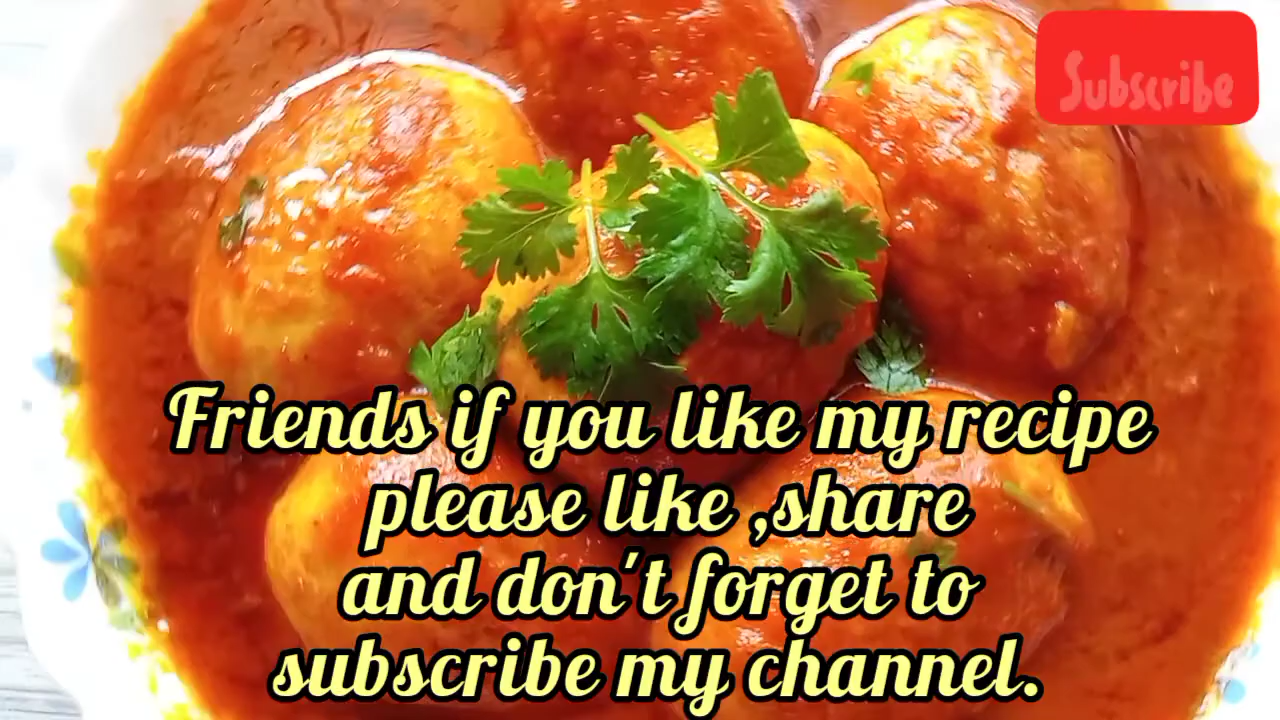 Subscribe
Friends if you like my recipe
please like ,share
and don't forget to
subscribe my channel.